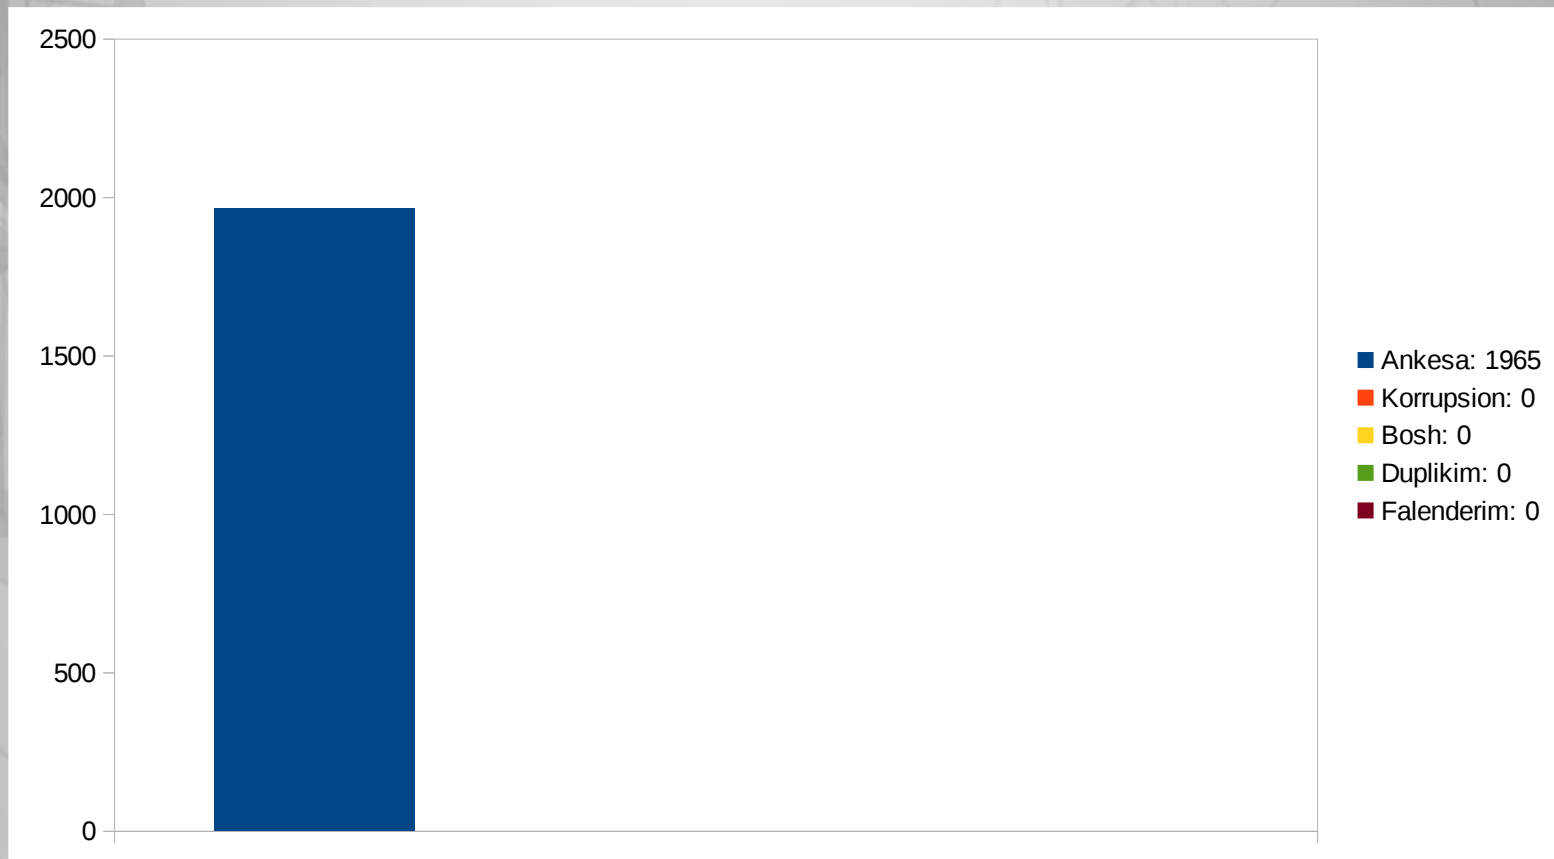 2500
2000
1500
1000
500
0
Ankesa: 1965
Korrupsion: 0
Bosh: 0
Duplikim: 0
Falenderim: 0